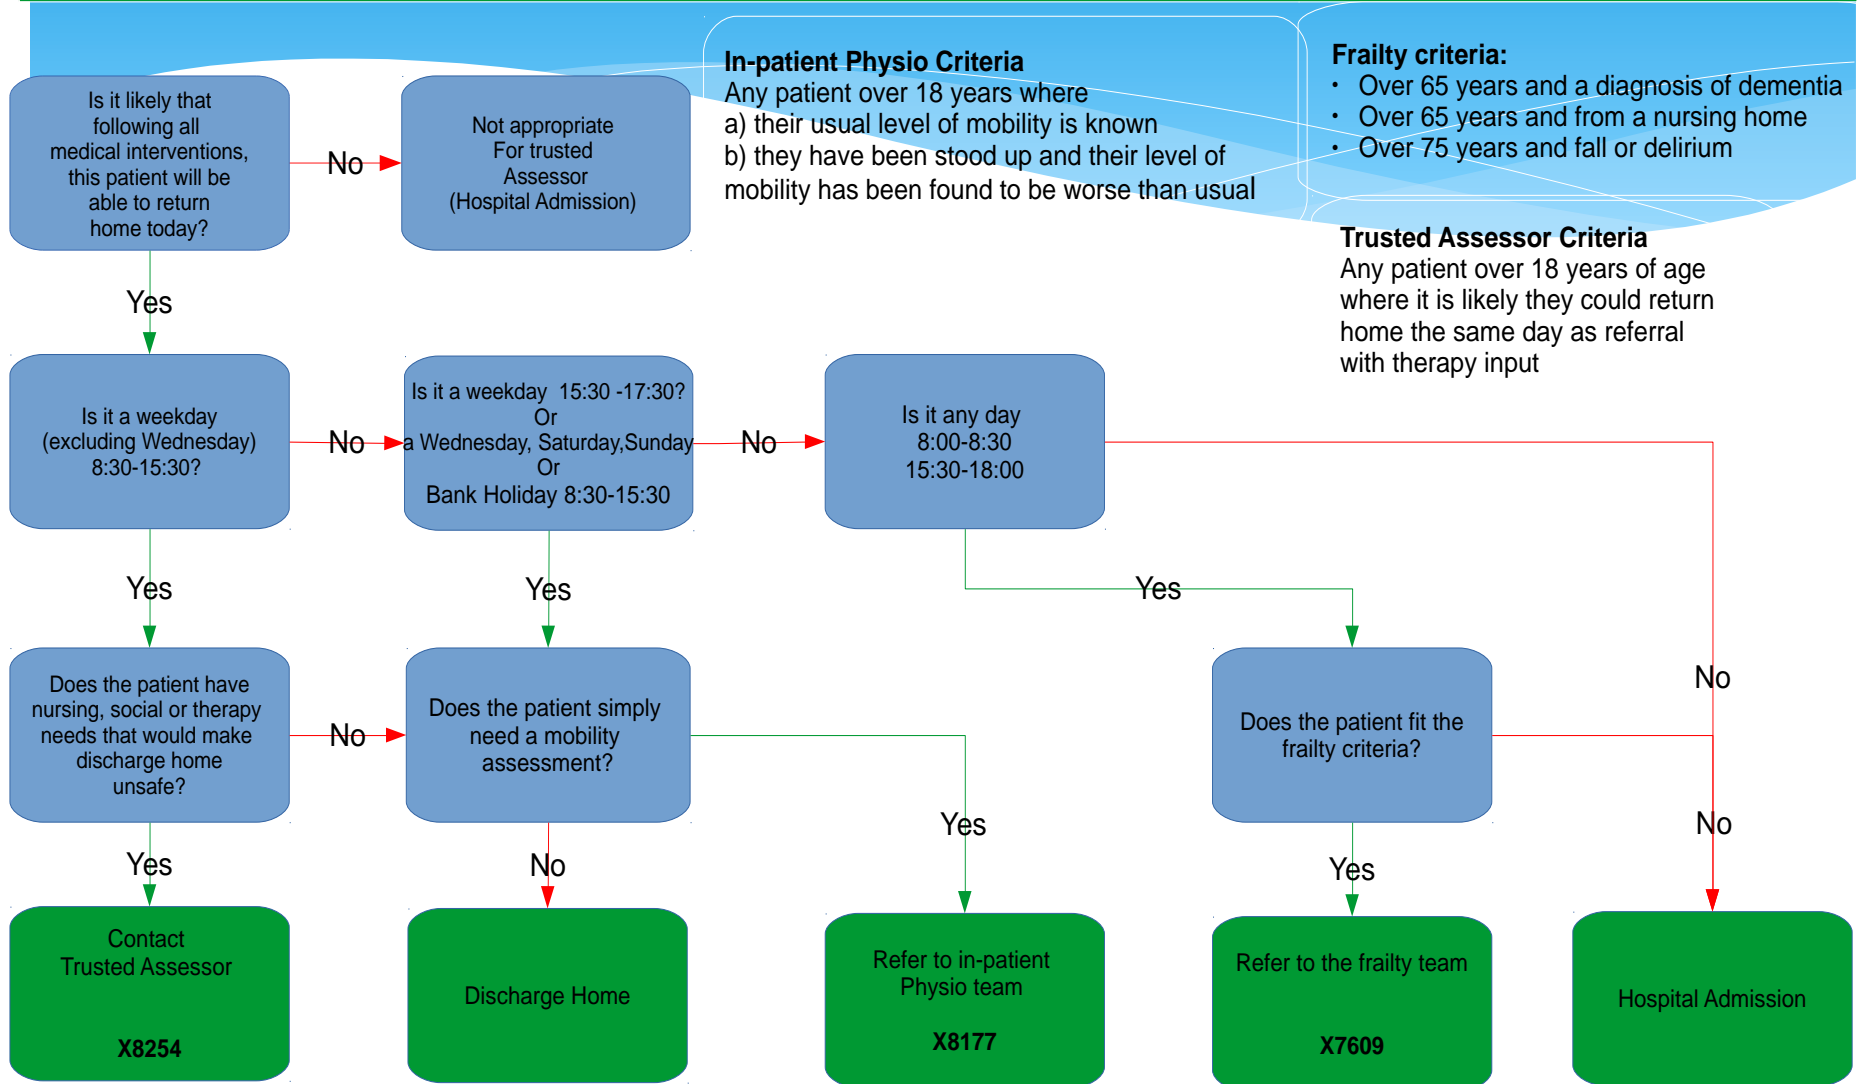 In-patient Physio Criteria
Any patient over 18 years where
a) their usual level of mobility is known
b) they have been stood up and their level of
mobility has been found to be worse than usual
Frailty criteria:
• Over 65 years and a diagnosis of dementia
• Over 65 years and from a nursing home
• Over 75 years and fall or delirium
Trusted Assessor Criteria
Any patient over 18 years of age
where it is likely they could return
home the same day as referral
with therapy input
Is it likely that
following all
medical interventions,
this patient will be
able to return
home today?
No
Not appropriate
For trusted
Assessor
(Hospital Admission)
Yes
Is it a weekday
(excluding Wednesday)
8:30-15:30?
No
Is it a weekday 15:30 -17:30?
Or
a Wednesday, Saturday,Sunday
Or
Bank Holiday 8:30-15:30
No
Is it any day
8:00-8:30
15:30-18:00
Yes
Yes
Yes
No
Does the patient have
nursing, social or therapy
needs that would make
discharge home
unsafe?
No
Does the patient simply
need a mobility
assessment?
Does the patient fit the
frailty criteria?
Yes
No
Yes
Yes
No
Contact
Trusted Assessor
X8254
Discharge Home
Refer to in-patient
Physio team
X8177
Refer to the frailty team
X7609
Hospital Admission